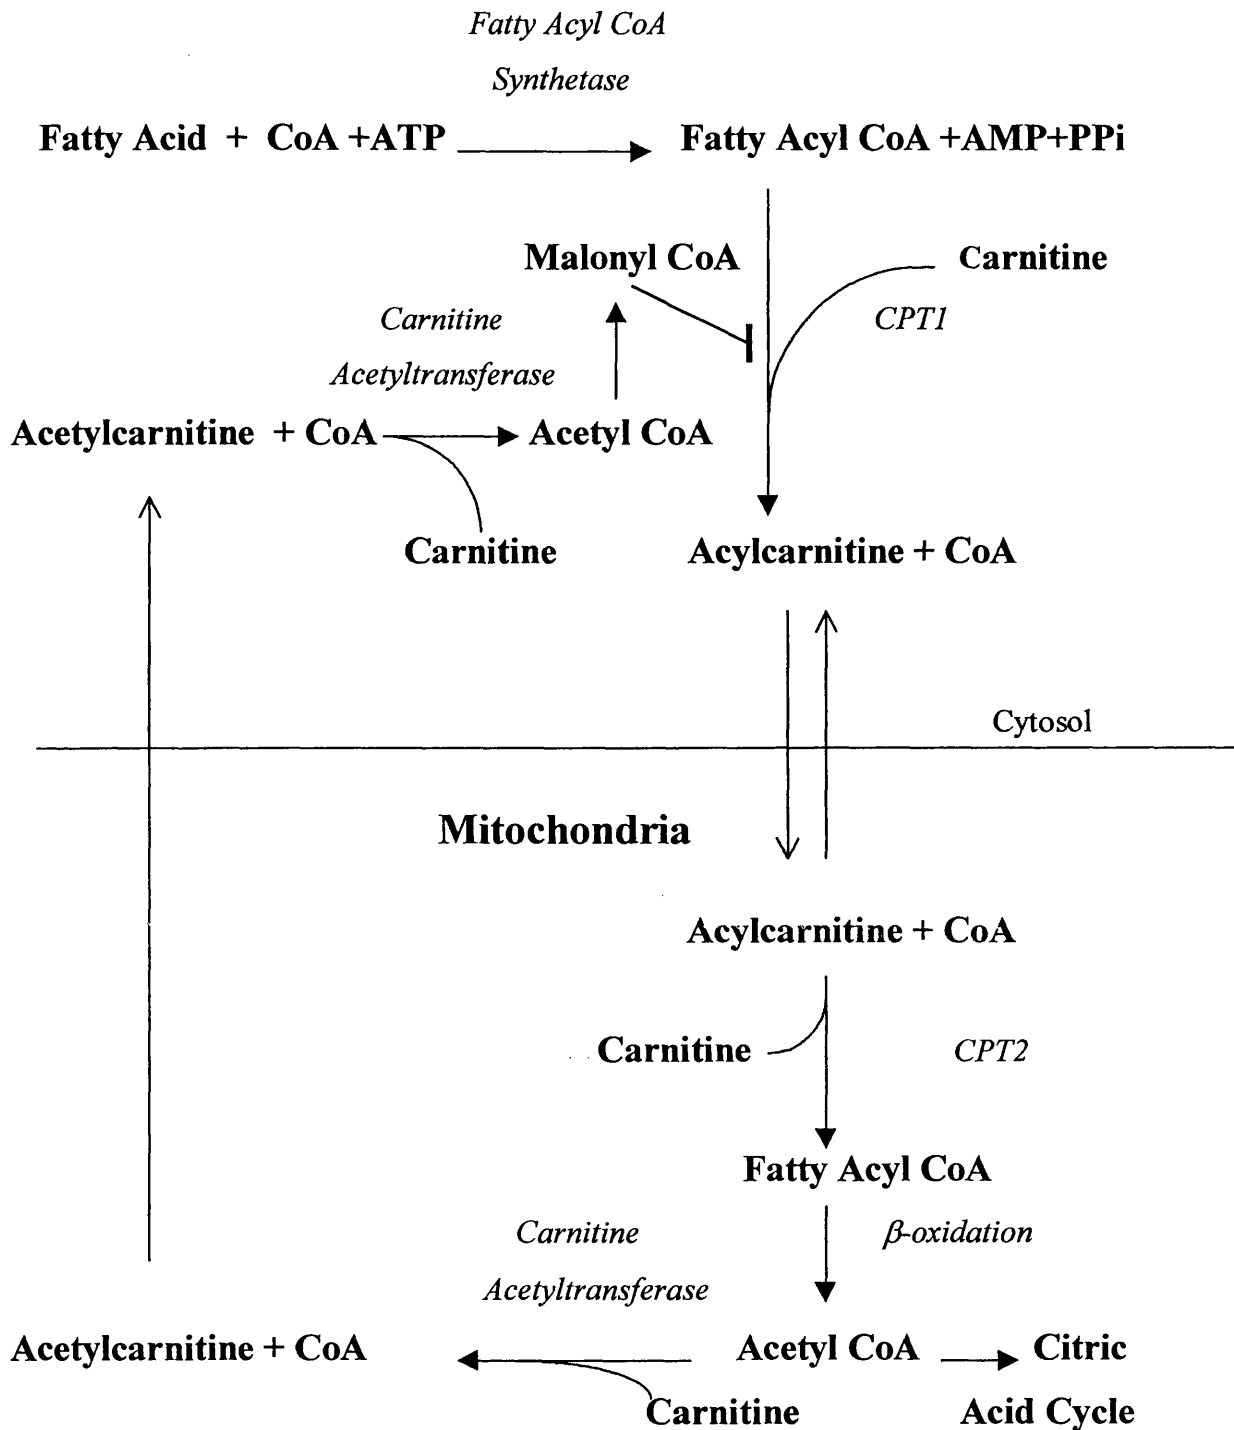 Fatty Acyl CoA
Synthetase
Fatty Acid + CoA +ATP
Fatty Acyl CoA +AMP+PPi
Malonyl CoA
Carnitine
Carnitine
Acetyltransferase
CPT1
Acetylcarnitine + CoA
Acetyl CoA
Carnitine
Acylcarnitine + CoA
Cytosol
Mitochondria
Acylcarnitine + CoA
Carnitine
CPT2
Fatty Acyl CoA
Carnitine
Acetyltransferase
β-oxidation
Acetylcarnitine + CoA
Acetyl CoA
Citric
Acid Cycle
Carnitine